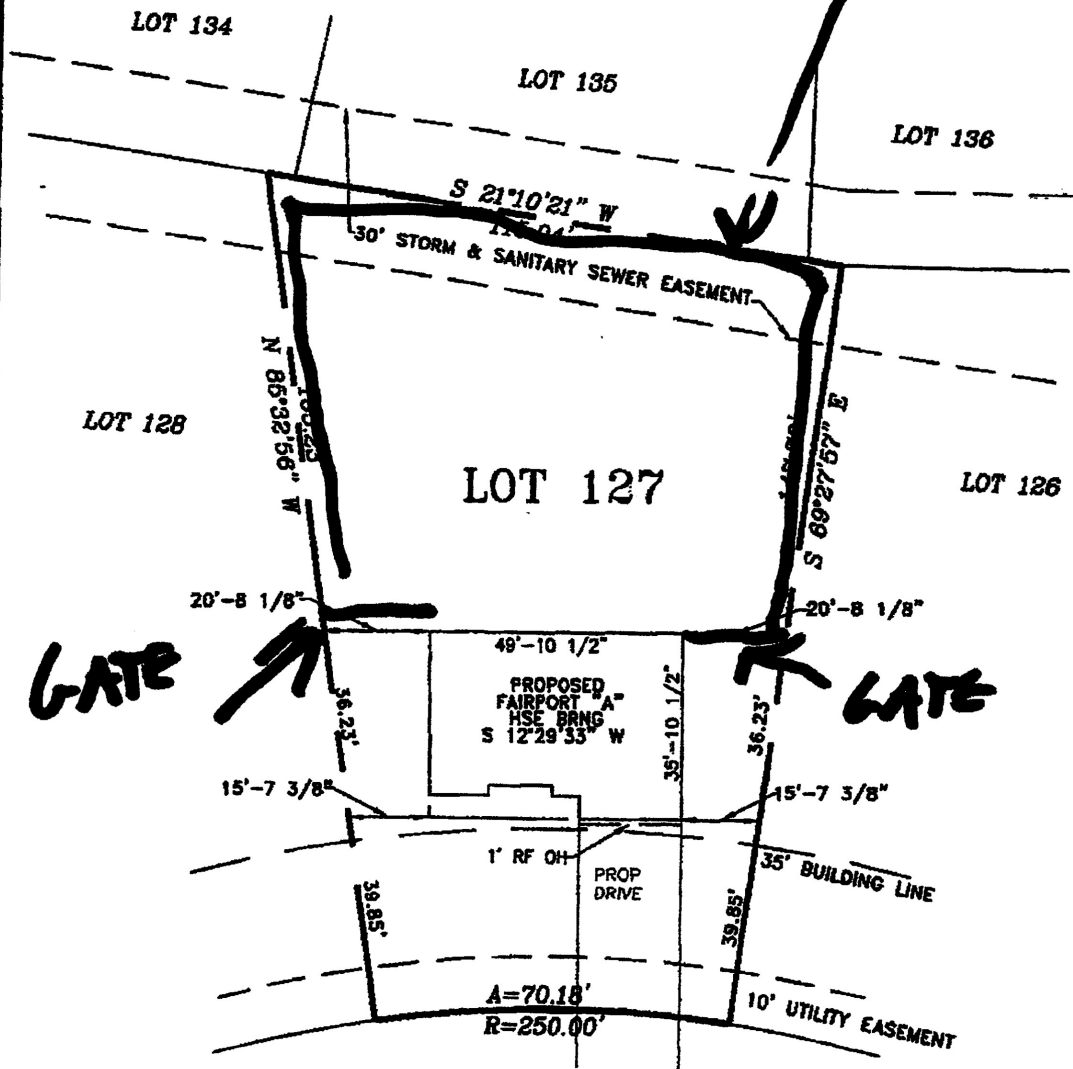 LOT 134
LOT 135
LOT 136
S 21°10'21" W
30' STORM & SANITARY SEWER EASEMENT
N 85°32'56" W
LOT 128
LOT 127
S 69°27'57" E
LOT 126
20'-8 1/8"
20'-8 1/8"
49'-10 1/2"
GATE
GATE
PROPOSED
FAIRPORT "A"
HSE BRNG
S 12°29'33" W
35'-10 1/2"
36.23'
36.23'
15'-7 3/8"
15'-7 3/8"
1' RF OH
PROP
DRIVE
35' BUILDING LINE
39.85'
39.85'
A=70.18'
R=250.00'
10' UTILITY EASEMENT